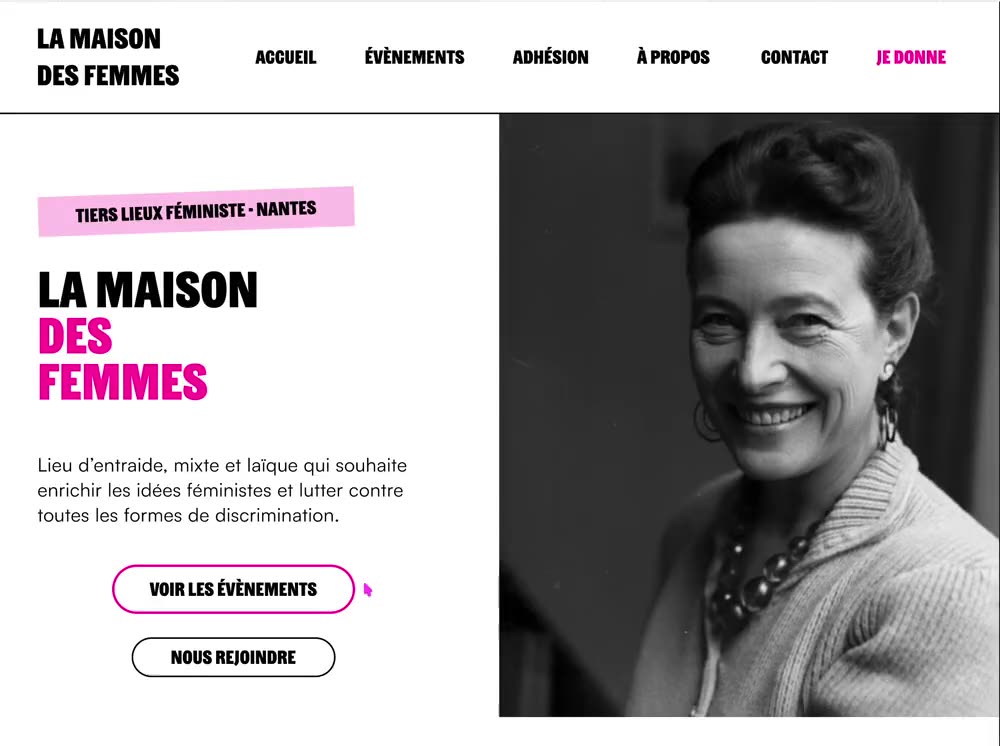 LA MAISON
DES FEMMES
ACCUEIL
ÉVÈNEMENTS
ADHÉSION
À PROPOS
CONTACT
JE DONNE
TIERS LIEUX FÉMINISTE - NANTES
LA MAISON
DES
FEMMES
Lieu d’entraide, mixte et laïque qui souhaite
enrichir les idées féministes et lutter contre
toutes les formes de discrimination.
VOIR LES ÉVÈNEMENTS
NOUS REJOINDRE